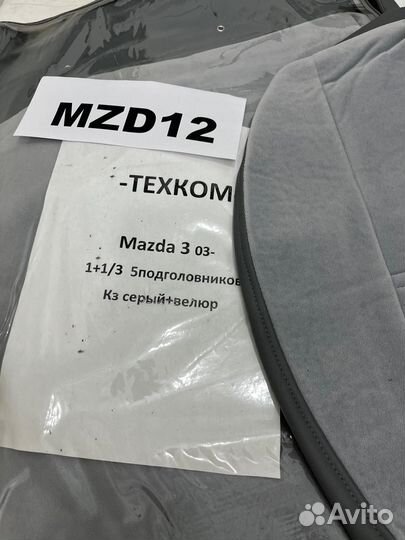 MZD12
-ТЕХКОМ
Mazda 3 03-
1+1/3 5подголовников
Кз серый+велюр
Avito